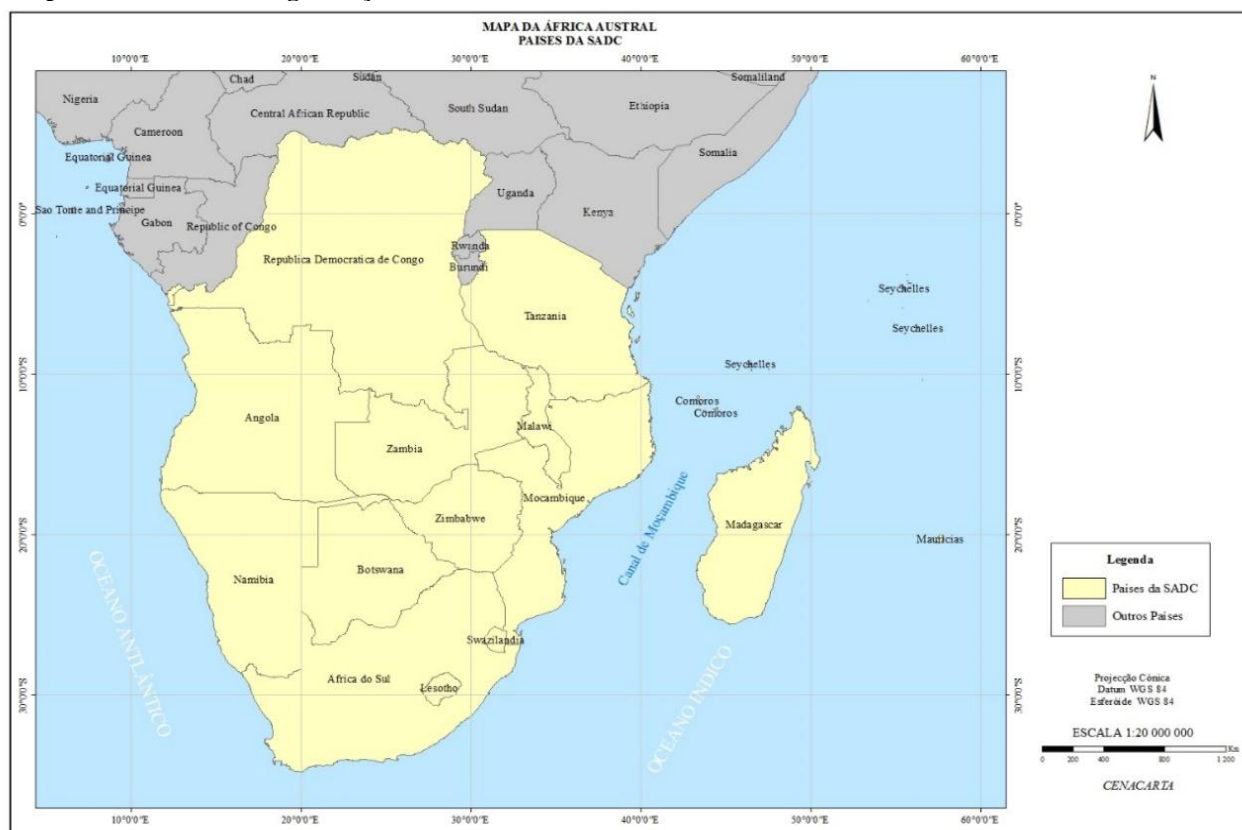 MAPA DA ÁFRICA AUSTRAL
PAISES DA SADC
10°0'0"E 20°0'0"E 30°0'0"E 40°0'0"E 50°0'0"E 60°0'0"E
Chad
Sudan
Somaliland
Nigeria
Central African Republic
South Sudan
Ethiopia
Cameroon
Somalia
Equatorial Guinea
Equatorial Guinea
Uganda
Sao Tome and Principe
Gabon
Republic of Congo
Kenya
0°0'0"
0°0'0"
Rwanda
Republica Democratica de Congo
Burundi
Seychelles
Tanzania
Seychelles
Seychelles
10°0'0"S
10°0'0"S
Comoros
Comoros
Angola
Malawi
Zambia
Mocambique
Zimbabwe
Madagascar
Canal de Moçambique
Mauricias
20°0'0"S
20°0'0"S
Namibia
Botswana
OCEANO ANTLÂNTICO
Swazilandia
Africa do Sul
Lesotho
OCEANO INDICO
30°0'0"S
30°0'0"S
10°0'0"E 20°0'0"E 30°0'0"E 40°0'0"E 50°0'0"E 60°0'0"E
N
Legenda
Paises da SADC
Outros Paises
Projecção Cónica
Datum WGS 84
Esferóide WGS 84
ESCALA 1:20 000 000
Km
0 200 400 800 1 200
CENACARTA